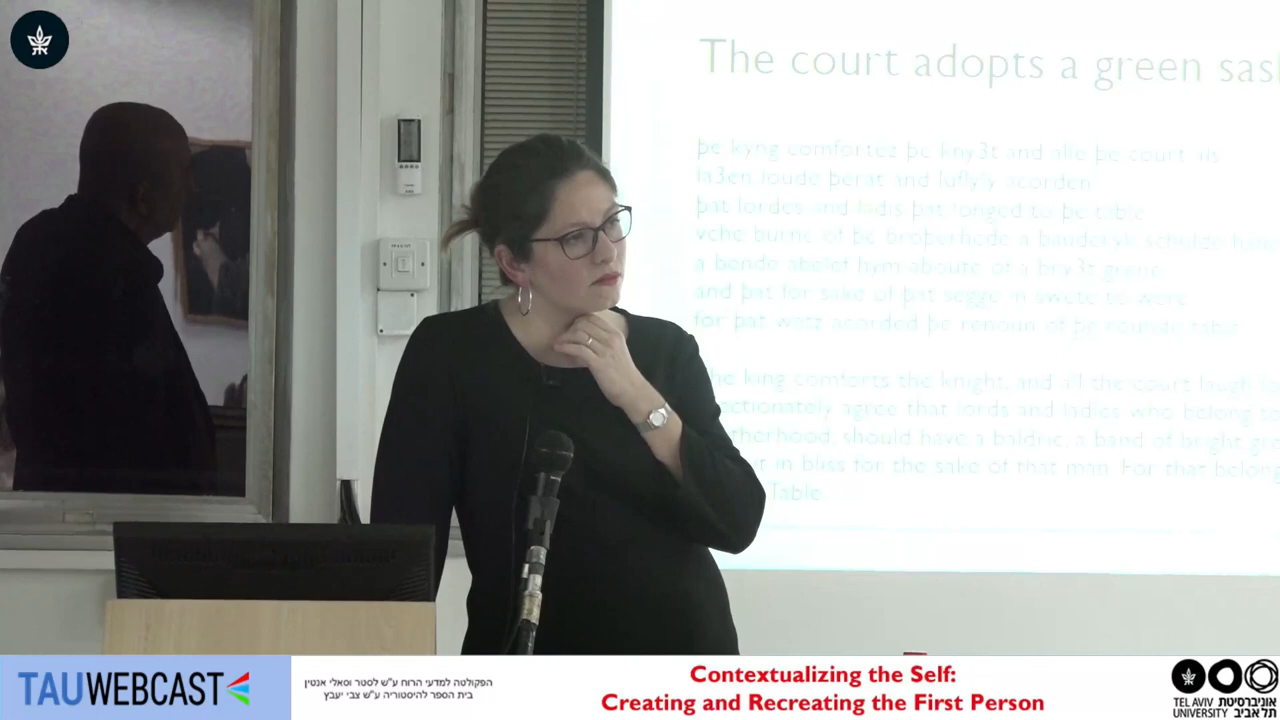 The court adopts a green sas
þe kyng comfortez þe kny3t and alle þe court als
la3en loude þerat and luflyly acorden
þat lordes and ladis þat longed to þe table
vche burne of þe broþerhede a bauderyk schulde haue
a bende abelef hym aboute of a bry3t grene
and þat for sake of þat segge in swete to were
for þat watz acorded þe renoun of þe rounde table
he king comforts the knight, and all the court laugh lo
ectionately agree that lords and ladies who belong to
therhood, should have a baldric, a band of bright gre
in bliss for the sake of that man. For that belong
Table.
TAUWEBCAST
הפקולטה למדעי הרוח ע"ש לסטר וסאלי אנטין
בית הספר להיסטוריה ע"ש צבי יעבץ
Contextualizing the Self:
Creating and Recreating the First Person
TEL AVIV UNIVERSITY
אוניברסיטת תל אביב